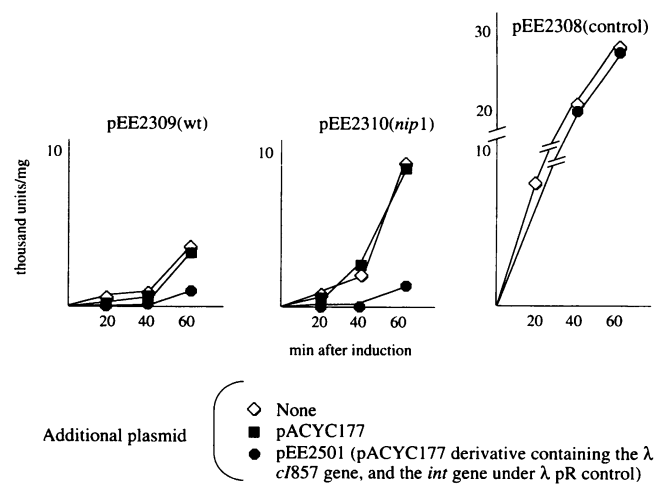 pEE2308(control)
30
20
10
20
40
60
pEE2309(wt)
10
thousand units/mg
20
40
60
pEE2310(nip1)
10
20
40
60
min after induction
Additional plasmid
None
pACYC177
pEE2501 (pACYC177 derivative containing the λ
cI857 gene, and the int gene under λ pR control)